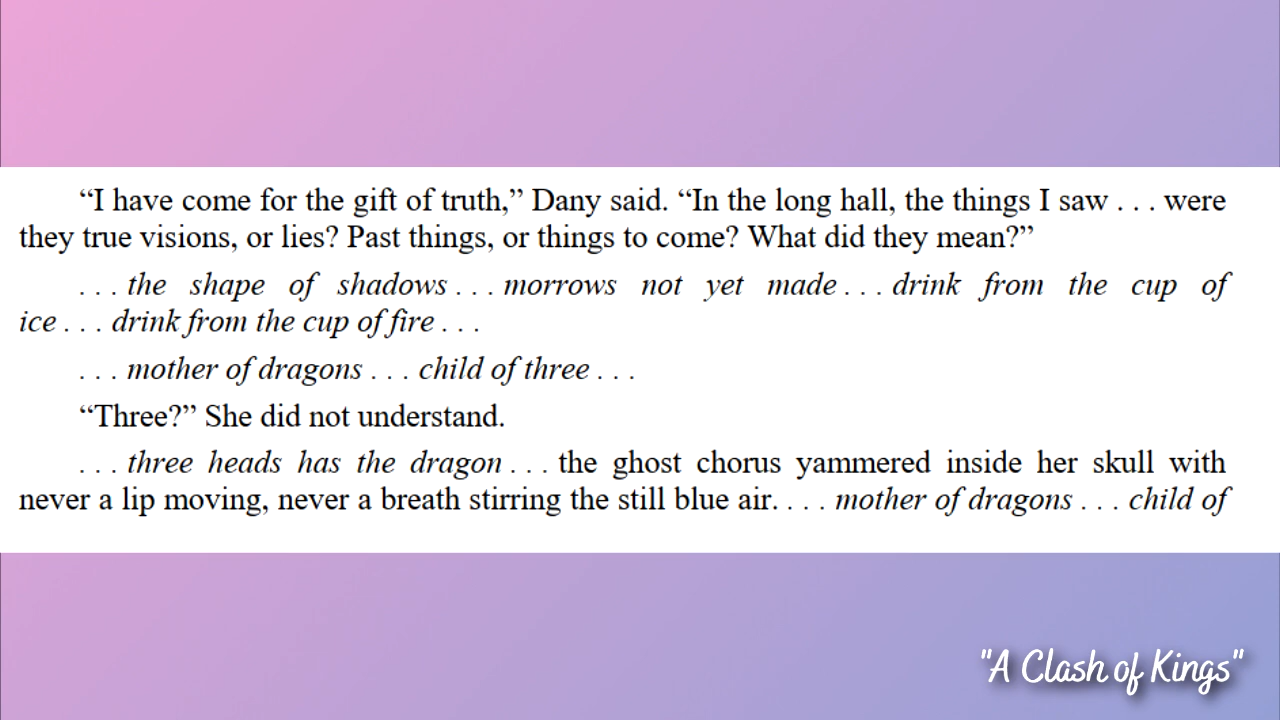 “I have come for the gift of truth,” Dany said. “In the long hall, the things I saw . . . were
they true visions, or lies? Past things, or things to come? What did they mean?”
. . . the shape of shadows . . . morrows not yet made . . . drink from the cup of
ice . . . drink from the cup of fire . . .
. . . mother of dragons . . . child of three . . .
“Three?” She did not understand.
. . . three heads has the dragon . . . the ghost chorus yammered inside her skull with
never a lip moving, never a breath stirring the still blue air. . . . mother of dragons . . . child of
"A Clash of Kings"